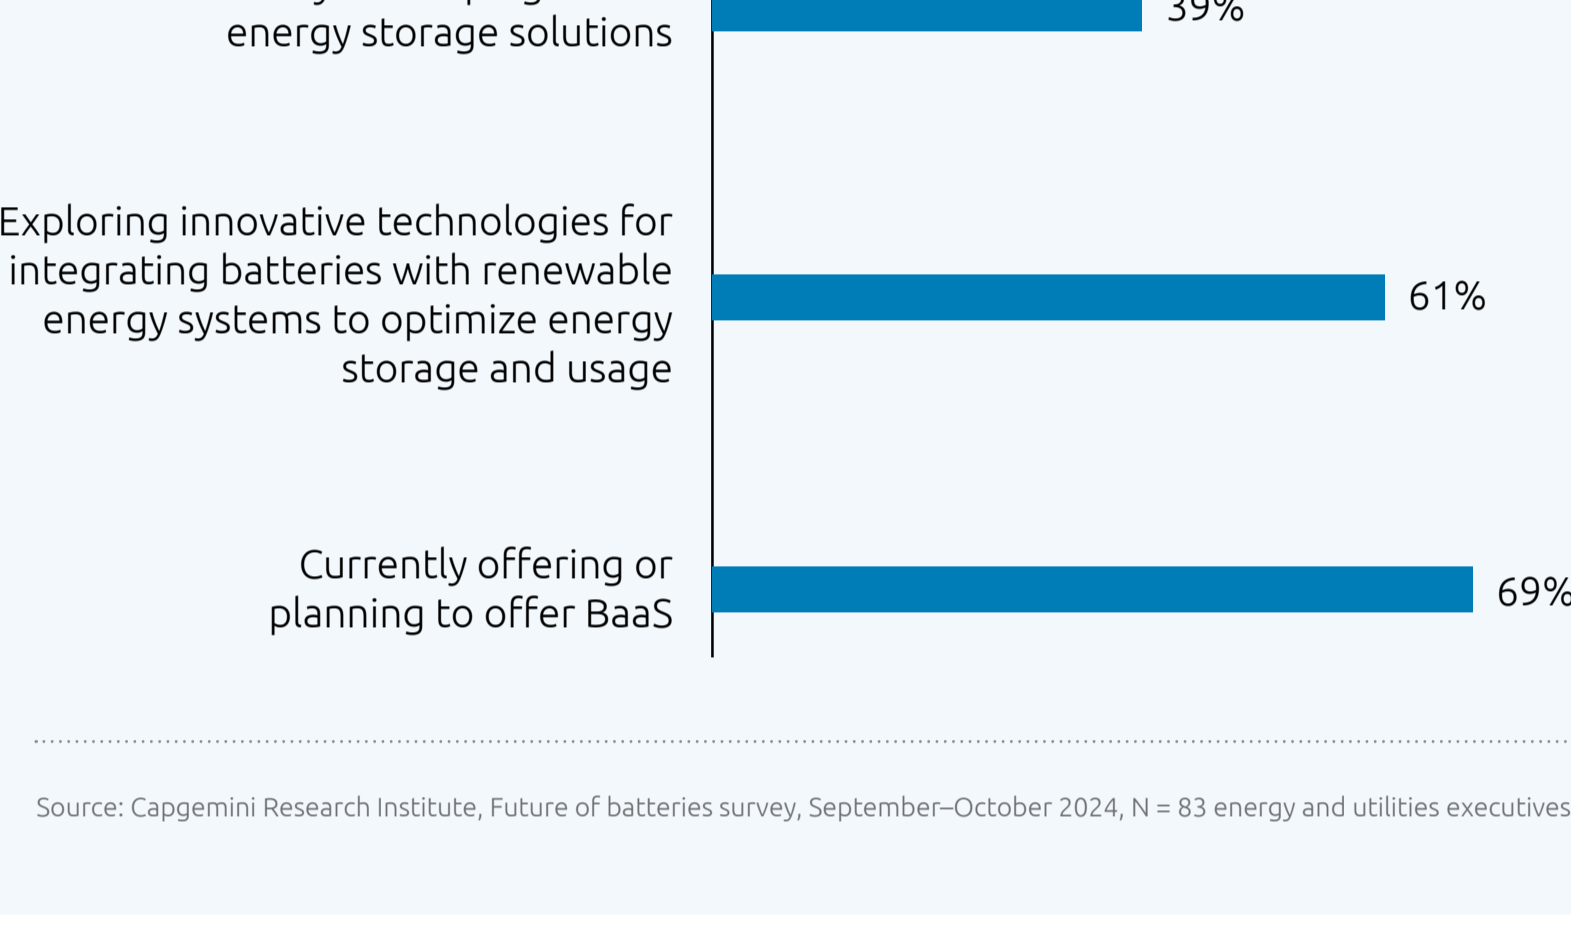 energy storage solutions
39%
Exploring innovative technologies for
integrating batteries with renewable
energy systems to optimize energy
storage and usage
61%
Currently offering or
planning to offer BaaS
69%
Source: Capgemini Research Institute, Future of batteries survey, September–October 2024, N = 83 energy and utilities executives